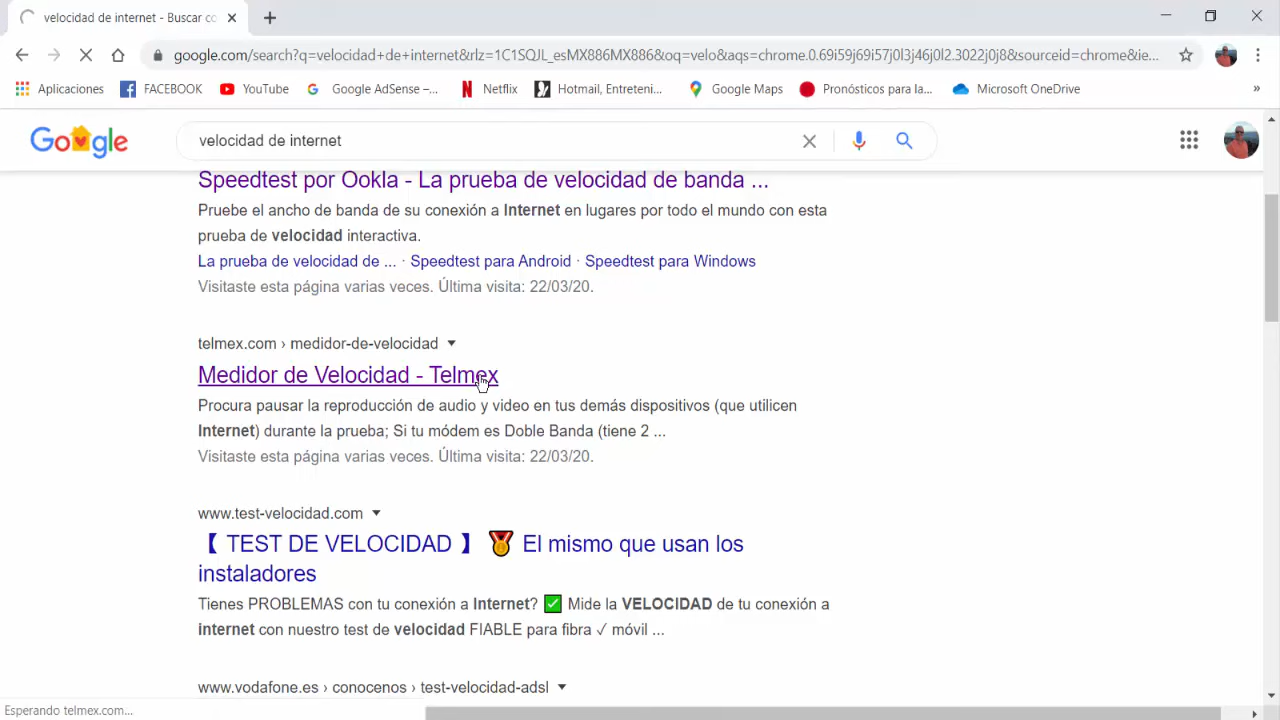 velocidad de internet - Buscar cc
google.com/search?q=velocidad+de+internet&rlz=1C1SQJL_esMX886MX886&oq=velo&aqs=chrome.0.69i59j69i57j0l3j46j0l2.3022j0j8&sourceid=chrome&ie...
Aplicaciones FACEBOOK YouTube Google AdSense –... Netflix Hotmail, Entreteni... Google Maps Pronósticos para la... Microsoft OneDrive »
Google velocidad de internet
Speedtest por Ookla - La prueba de velocidad de banda ...
Pruebe el ancho de banda de su conexión a Internet en lugares por todo el mundo con esta
prueba de velocidad interactiva.
La prueba de velocidad de ... · Speedtest para Android · Speedtest para Windows
Visitaste esta página varias veces. Última visita: 22/03/20.
telmex.com › medidor-de-velocidad
Medidor de Velocidad - Telmex
Procura pausar la reproducción de audio y video en tus demás dispositivos (que utilicen
Internet) durante la prueba; Si tu módem es Doble Banda (tiene 2 ...
Visitaste esta página varias veces. Última visita: 22/03/20.
www.test-velocidad.com
【 TEST DE VELOCIDAD 】 🏅 El mismo que usan los
instaladores
Tienes PROBLEMAS con tu conexión a Internet? ✅ Mide la VELOCIDAD de tu conexión a
internet con nuestro test de velocidad FIABLE para fibra ✓ móvil ...
www.vodafone.es › conocenos › test-velocidad-adsl
Esperando telmex.com...